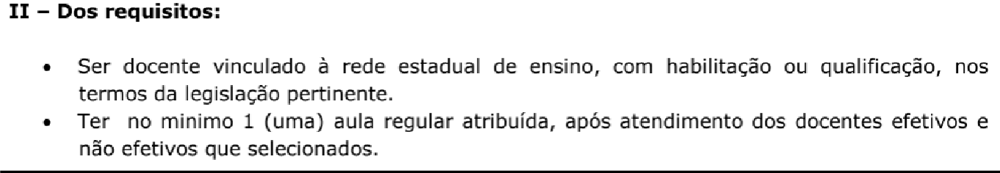 II – Dos requisitos:
• Ser docente vinculado à rede estadual de ensino, com habilitação ou qualificação, nos
termos da legislação pertinente.
• Ter no minimo 1 (uma) aula regular atribuída, após atendimento dos docentes efetivos e
não efetivos que selecionados.